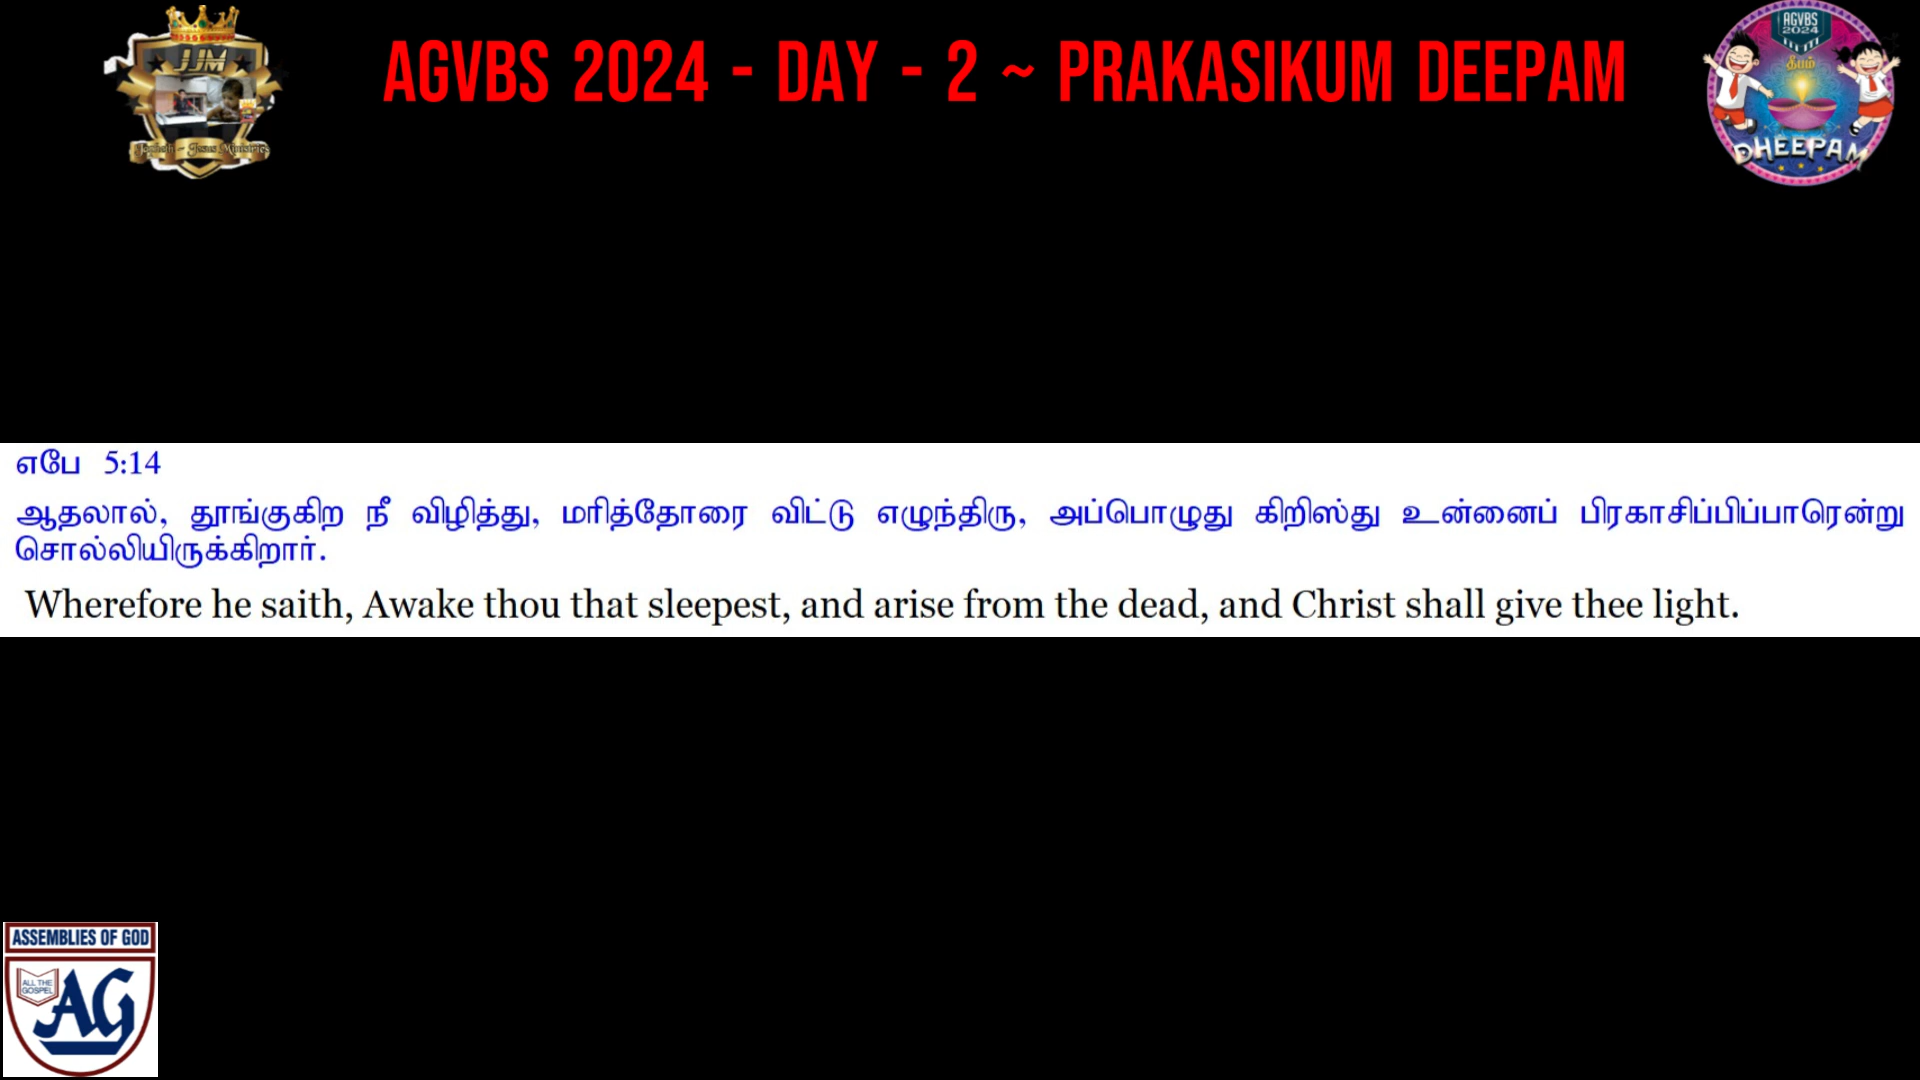 JJM
AGVBS 2024 - DAY - 2 ~ PRAKASIKUM DEEPAM
AGVBS
2024
தீபம்
DHEEPAM
எபே 5:14
ஆதலால், தூங்குகிற நீ விழித்து, மரித்தோரை விட்டு எழுந்திரு, அப்பொழுது கிறிஸ்து உன்னைப் பிரகாசிப்பிப்பாரென்று
சொல்லியிருக்கிறார்.
Wherefore he saith, Awake thou that sleepest, and arise from the dead, and Christ shall give thee light.
ASSEMBLIES OF GOD
ALL THE
GOSPEL
AG